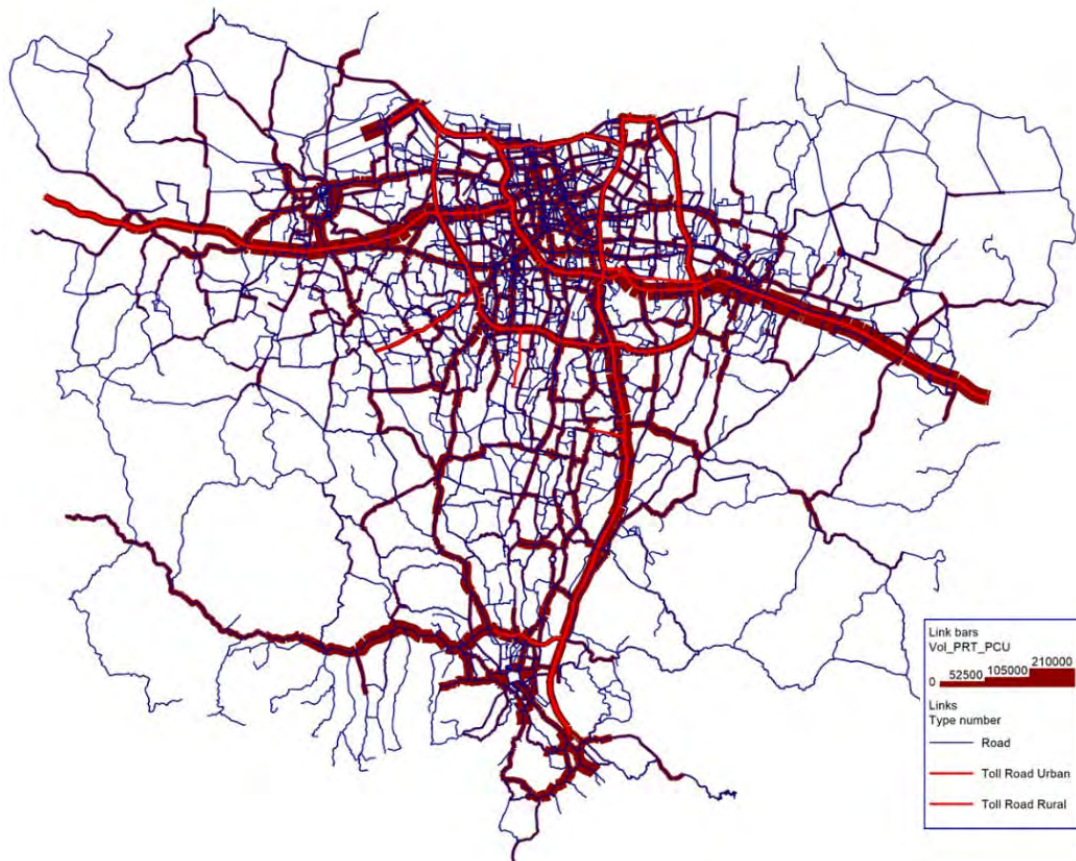 Link bars
Vol_PRT_PCU
0 52500 105000 210000
Links
Type number
Road
Toll Road Urban
Toll Road Rural